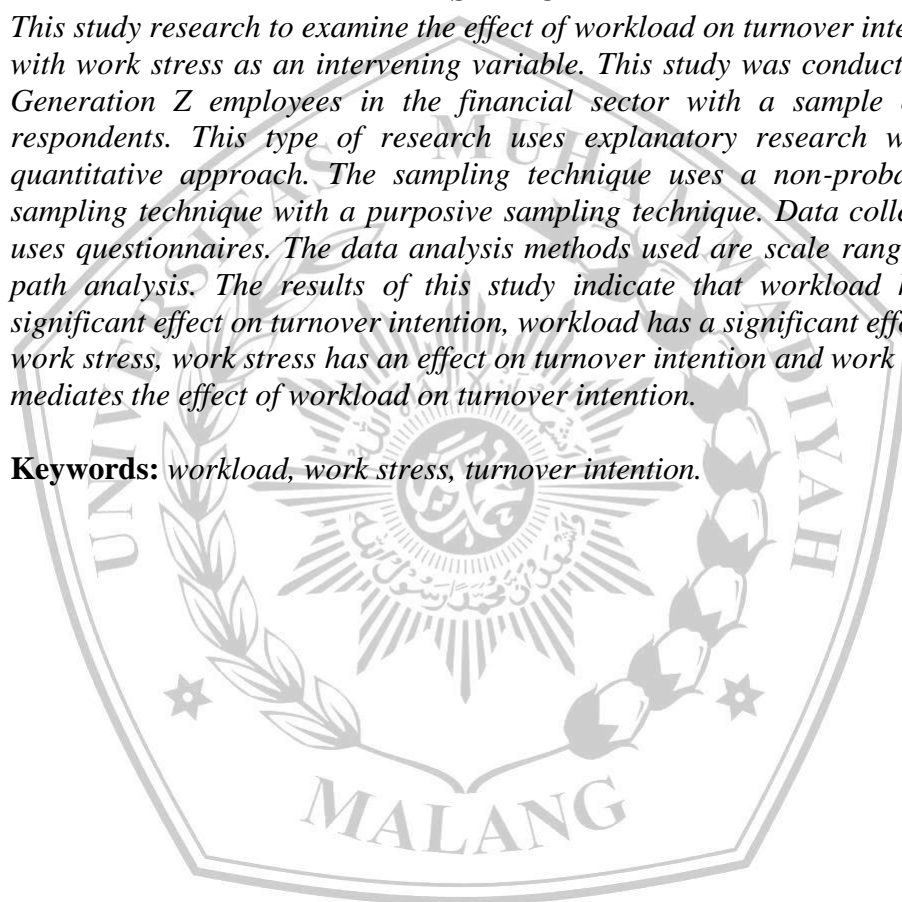 This study research to examine the effect of workload on turnover inte
with work stress as an intervening variable. This study was conduct
Generation Z employees in the financial sector with a sample
respondents. This type of research uses explanatory research w
quantitative approach. The sampling technique uses a non-proba
sampling technique with a purposive sampling technique. Data colle
uses questionnaires. The data analysis methods used are scale rang
path analysis. The results of this study indicate that workload h
significant effect on turnover intention, workload has a significant effe
work stress, work stress has an effect on turnover intention and work
mediates the effect of workload on turnover intention.
Keywords: workload, work stress, turnover intention.
UNIVERSITAS MUHAMMADIYAH
MALANG